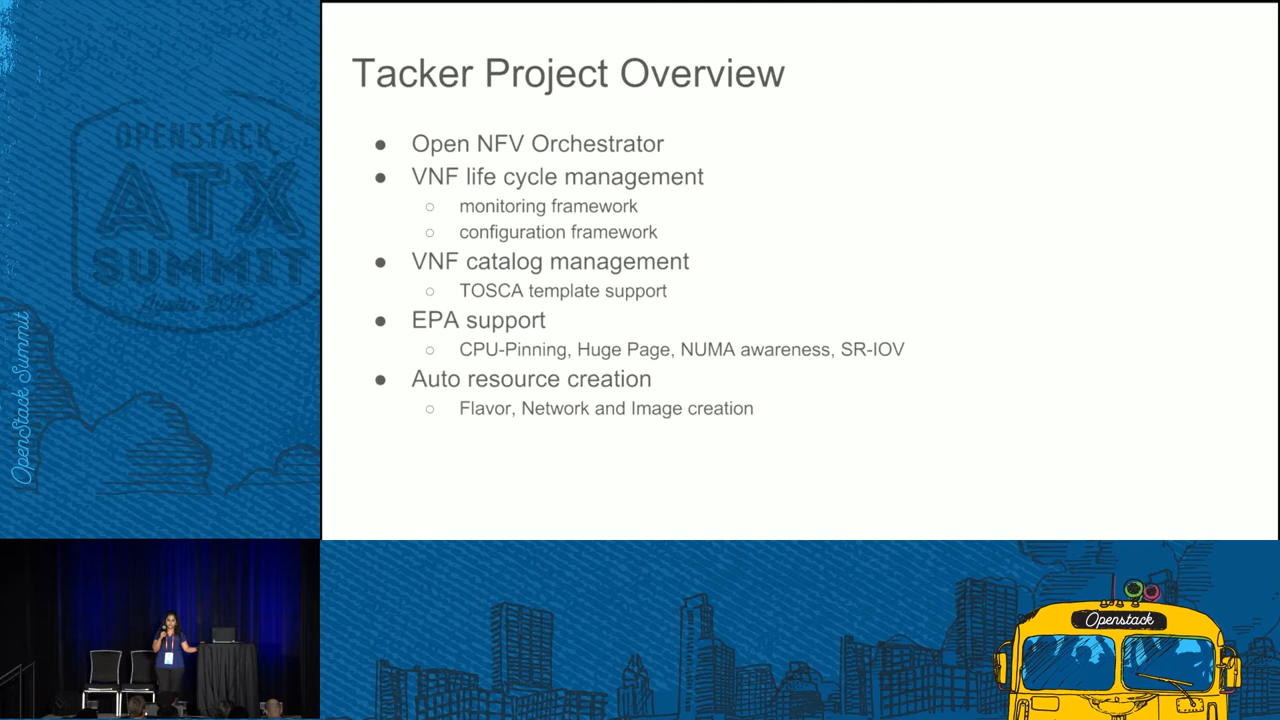 Tacker Project Overview
● Open NFV Orchestrator
● VNF life cycle management
○ monitoring framework
○ configuration framework
● VNF catalog management
○ TOSCA template support
● EPA support
○ CPU-Pinning, Huge Page, NUMA awareness, SR-IOV
● Auto resource creation
○ Flavor, Network and Image creation
OPENSTACK
ATX
SUMMIT
Austin 2016
OpenStack Summit
Openstack